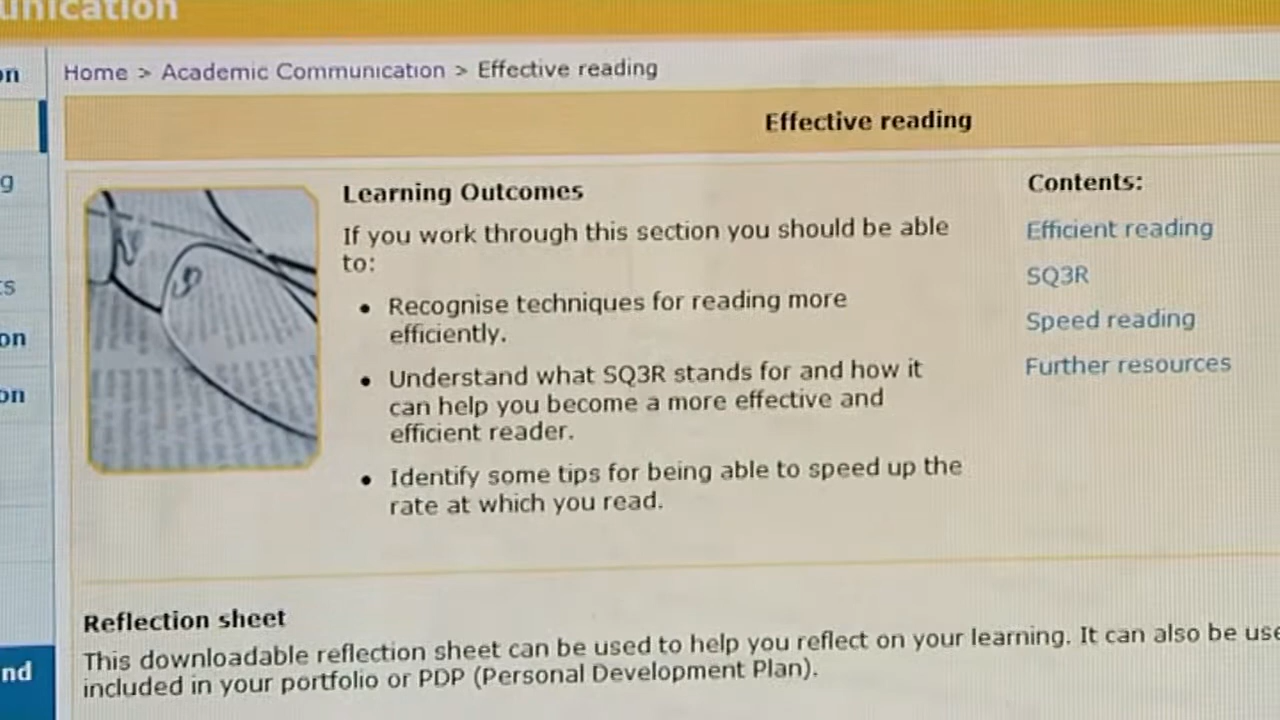 Home > Academic Communication > Effective reading
Effective reading
Learning Outcomes
If you work through this section you should be able
to:
• Recognise techniques for reading more
efficiently.
• Understand what SQ3R stands for and how it
can help you become a more effective and
efficient reader.
• Identify some tips for being able to speed up the
rate at which you read.
Contents:
Efficient reading
SQ3R
Speed reading
Further resources
Reflection sheet
This downloadable reflection sheet can be used to help you reflect on your learning. It can also be use
included in your portfolio or PDP (Personal Development Plan).